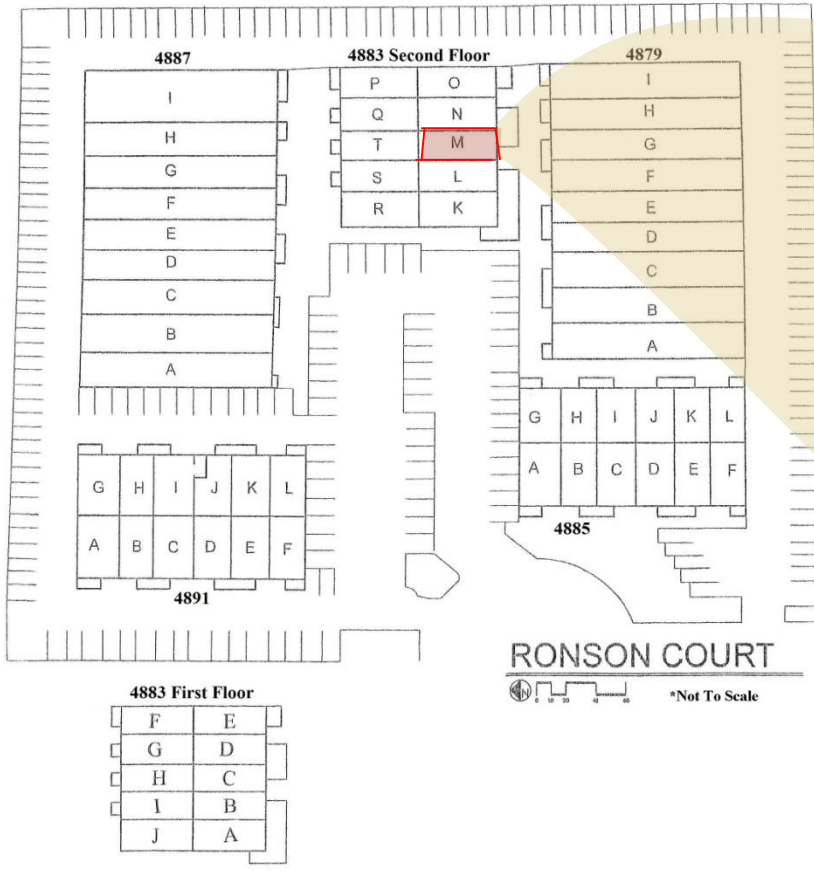 4887
4883 Second Floor
4879
I
H
G
F
E
D
C
B
A
P O
Q N
T M
S L
R K
I
H
G
F
E
D
C
B
A
G H I J K L
A B C D E F
4885
G H I J K L
A B C D E F
4891
RONSON COURT
N 0 10 20 40 60
*Not To Scale
4883 First Floor
F E
G D
H C
I B
J A